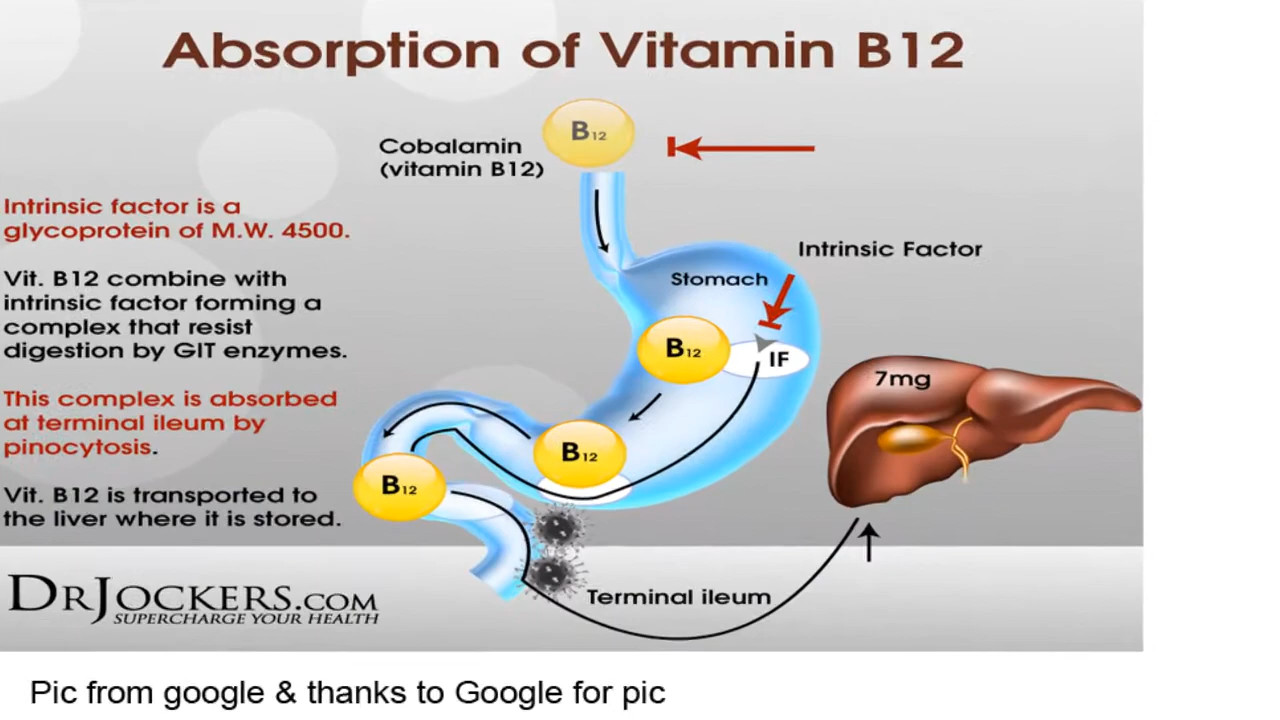 Absorption of Vitamin B12
B12
Cobalamin
(vitamin B12)
Intrinsic factor is a
glycoprotein of M.W. 4500.
Vit. B12 combine with
intrinsic factor forming a
complex that resist
digestion by GIT enzymes.
This complex is absorbed
at terminal ileum by
pinocytosis.
Vit. B12 is transported to
the liver where it is stored.
Intrinsic Factor
Stomach
B12
IF
7mg
B12
B12
Terminal ileum
DRJOCKERS.COM
SUPERCHARGE YOUR HEALTH
Pic from google & thanks to Google for pic